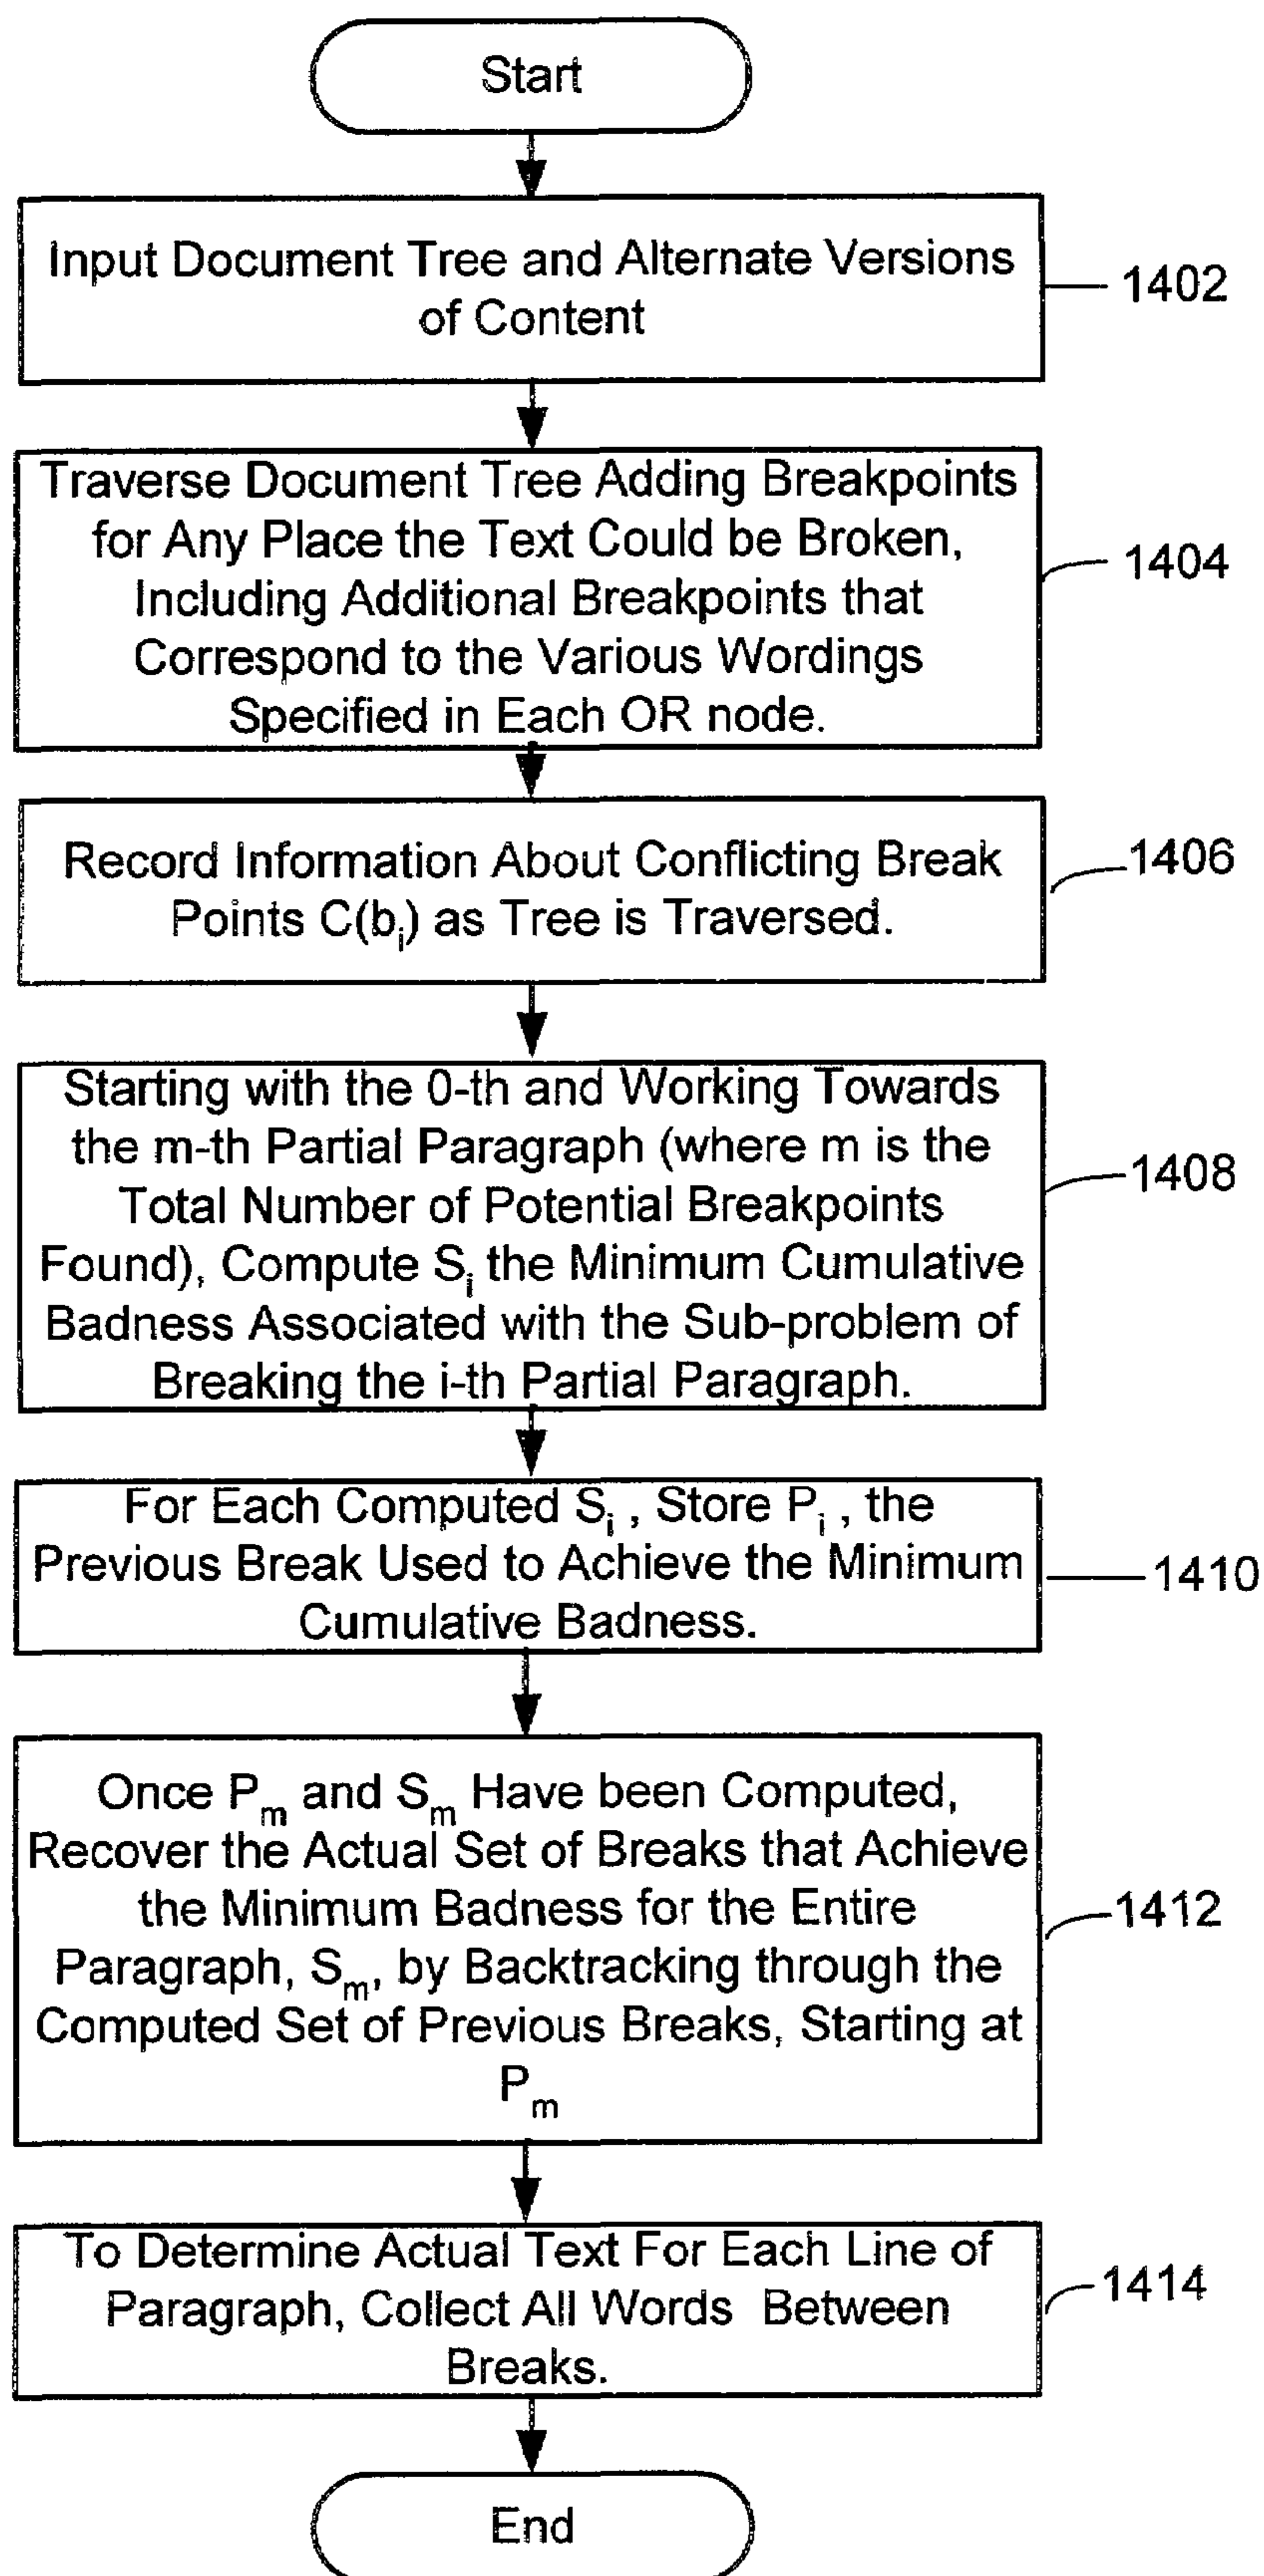 Start
Input Document Tree and Alternate Versions
of Content
1402
Traverse Document Tree Adding Breakpoints
for Any Place the Text Could be Broken,
Including Additional Breakpoints that
Correspond to the Various Wordings
Specified in Each OR node.
1404
Record Information About Conflicting Break
Points C(bᵢ) as Tree is Traversed.
1406
Starting with the 0-th and Working Towards
the m-th Partial Paragraph (where m is the
Total Number of Potential Breakpoints
Found), Compute Sᵢ the Minimum Cumulative
Badness Associated with the Sub-problem of
Breaking the i-th Partial Paragraph.
1408
For Each Computed Sᵢ , Store Pᵢ , the
Previous Break Used to Achieve the Minimum
Cumulative Badness.
1410
Once Pₘ and Sₘ Have been Computed,
Recover the Actual Set of Breaks that Achieve
the Minimum Badness for the Entire
Paragraph, Sₘ, by Backtracking through the
Computed Set of Previous Breaks, Starting at
Pₘ
1412
To Determine Actual Text For Each Line of
Paragraph, Collect All Words Between
Breaks.
1414
End